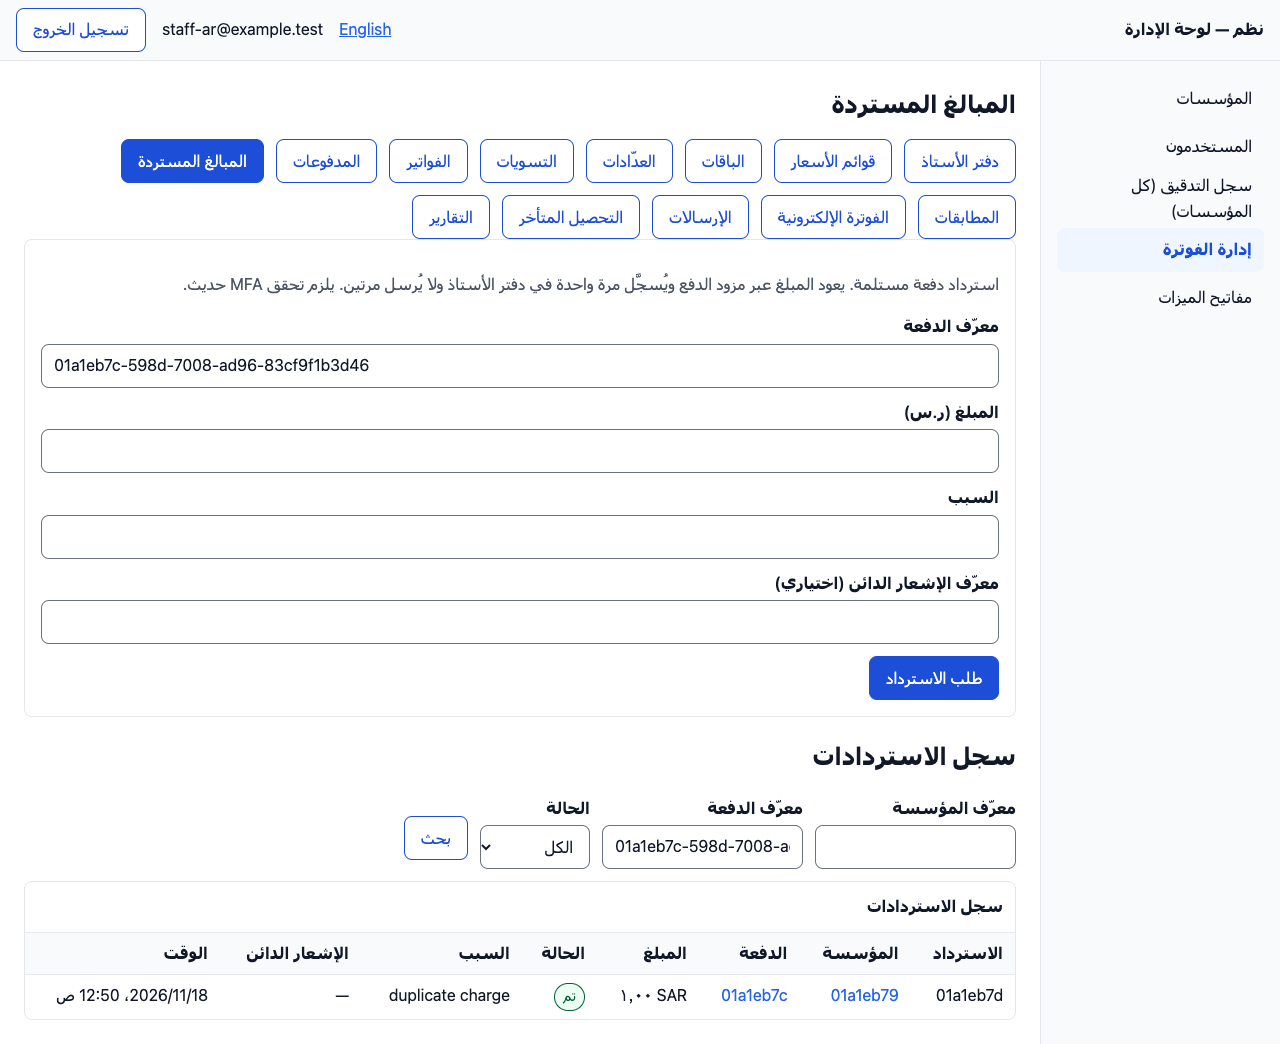 نظم — لوحة الإدارة
English
staff-ar@example.test
تسجيل الخروج
المؤسسات
المستخدمون
سجل التدقيق (كل
المؤسسات)
إدارة الفوترة
مفاتيح الميزات
المبالغ المستردة
دفتر الأستاذ
قوائم الأسعار
الباقات
العدّادات
التسويات
الفواتير
المدفوعات
المبالغ المستردة
المطابقات
الفوترة الإلكترونية
الإرسالات
التحصيل المتأخر
التقارير
استرداد دفعة مستلمة. يعود المبلغ عبر مزود الدفع ويُسجَّل مرة واحدة في دفتر الأستاذ ولا يُرسل مرتين. يلزم تحقق MFA حديث.
معرّف الدفعة
01a1eb7c-598d-7008-ad96-83cf9f1b3d46
المبلغ (ر.س)
السبب
معرّف الإشعار الدائن (اختياري)
طلب الاسترداد
سجل الاستردادات
معرّف المؤسسة
معرّف الدفعة
01a1eb7c-598d-7008-a
الحالة
الكل
بحث
سجل الاستردادات
الاسترداد المؤسسة الدفعة المبلغ الحالة السبب الإشعار الدائن الوقت
01a1eb7d 01a1eb79 01a1eb7c ١٫٠٠ SAR تم duplicate charge — 2026/11/18، 12:50 ص